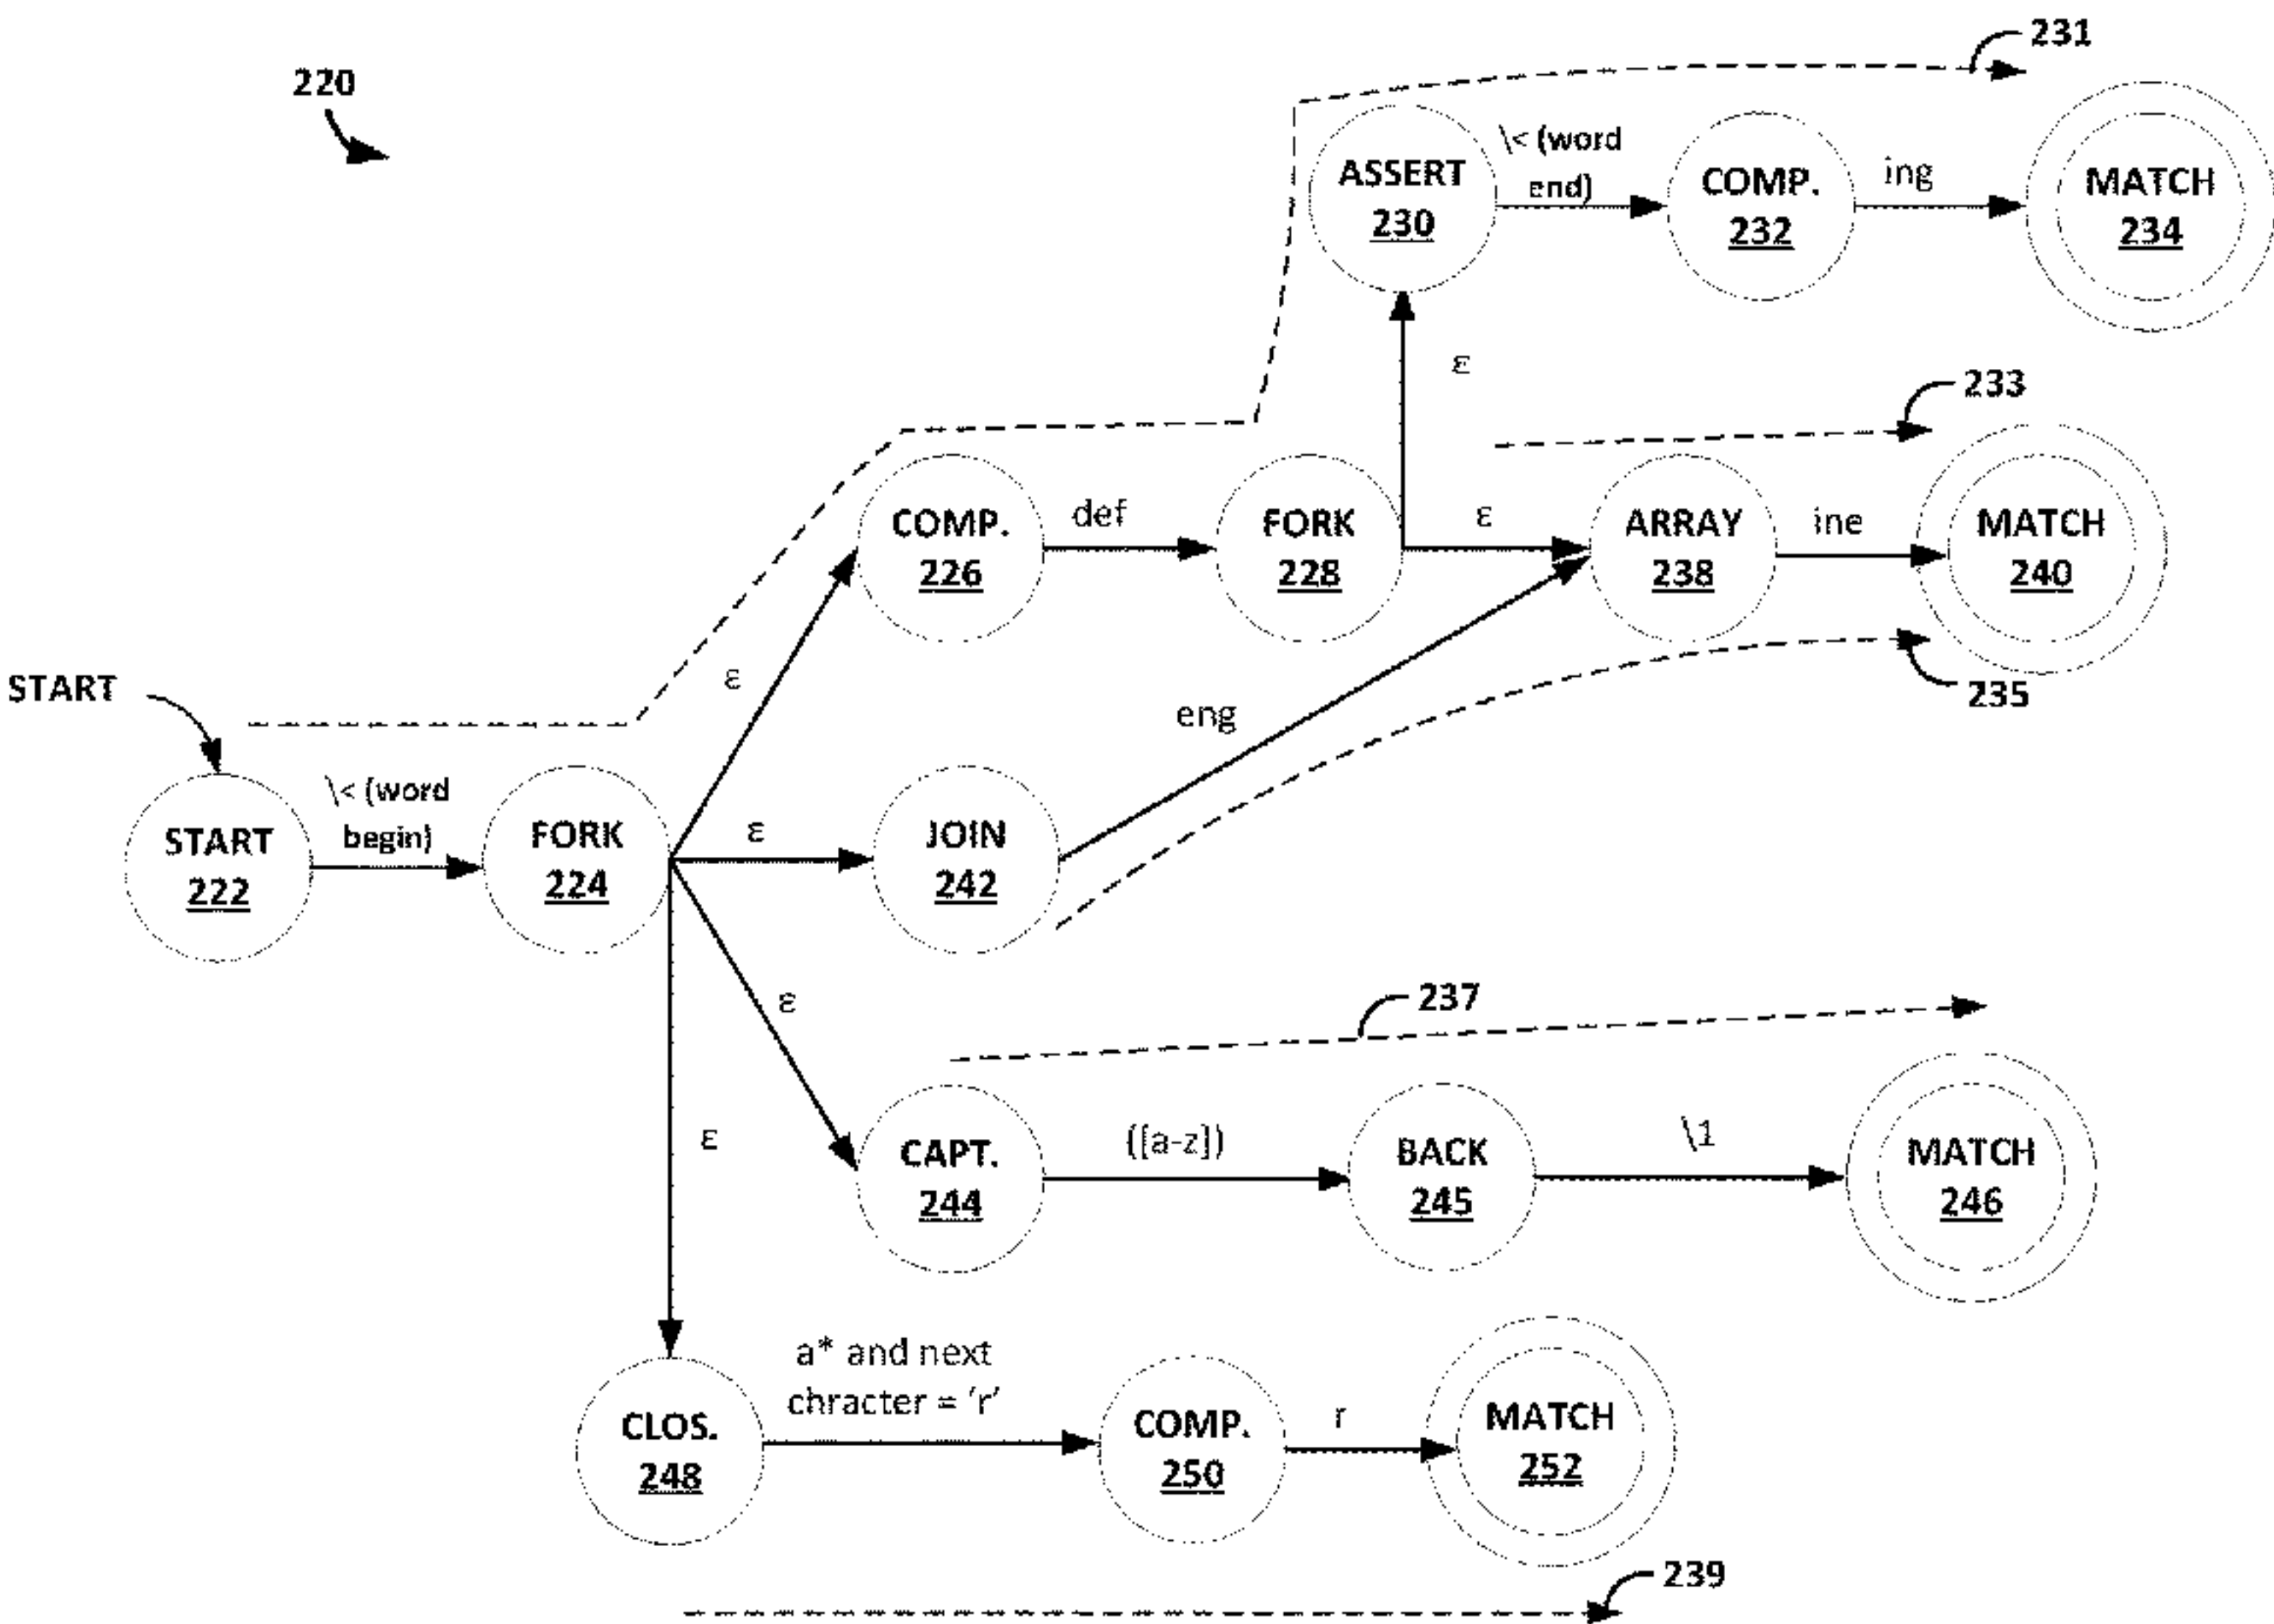 231
220
\< (word
end)
ASSERT
230
COMP.
232
ing
MATCH
234
ε
233
COMP.
226
def
FORK
228
ε
ARRAY
238
ine
MATCH
240
ε
235
START
eng
\< (word
begin)
START
222
FORK
224
ε
JOIN
242
ε
237
ε
CAPT.
244
([a-z])
BACK
245
\1
MATCH
246
a* and next
chracter = ‘r’
CLOS.
248
COMP.
250
r
MATCH
252
239